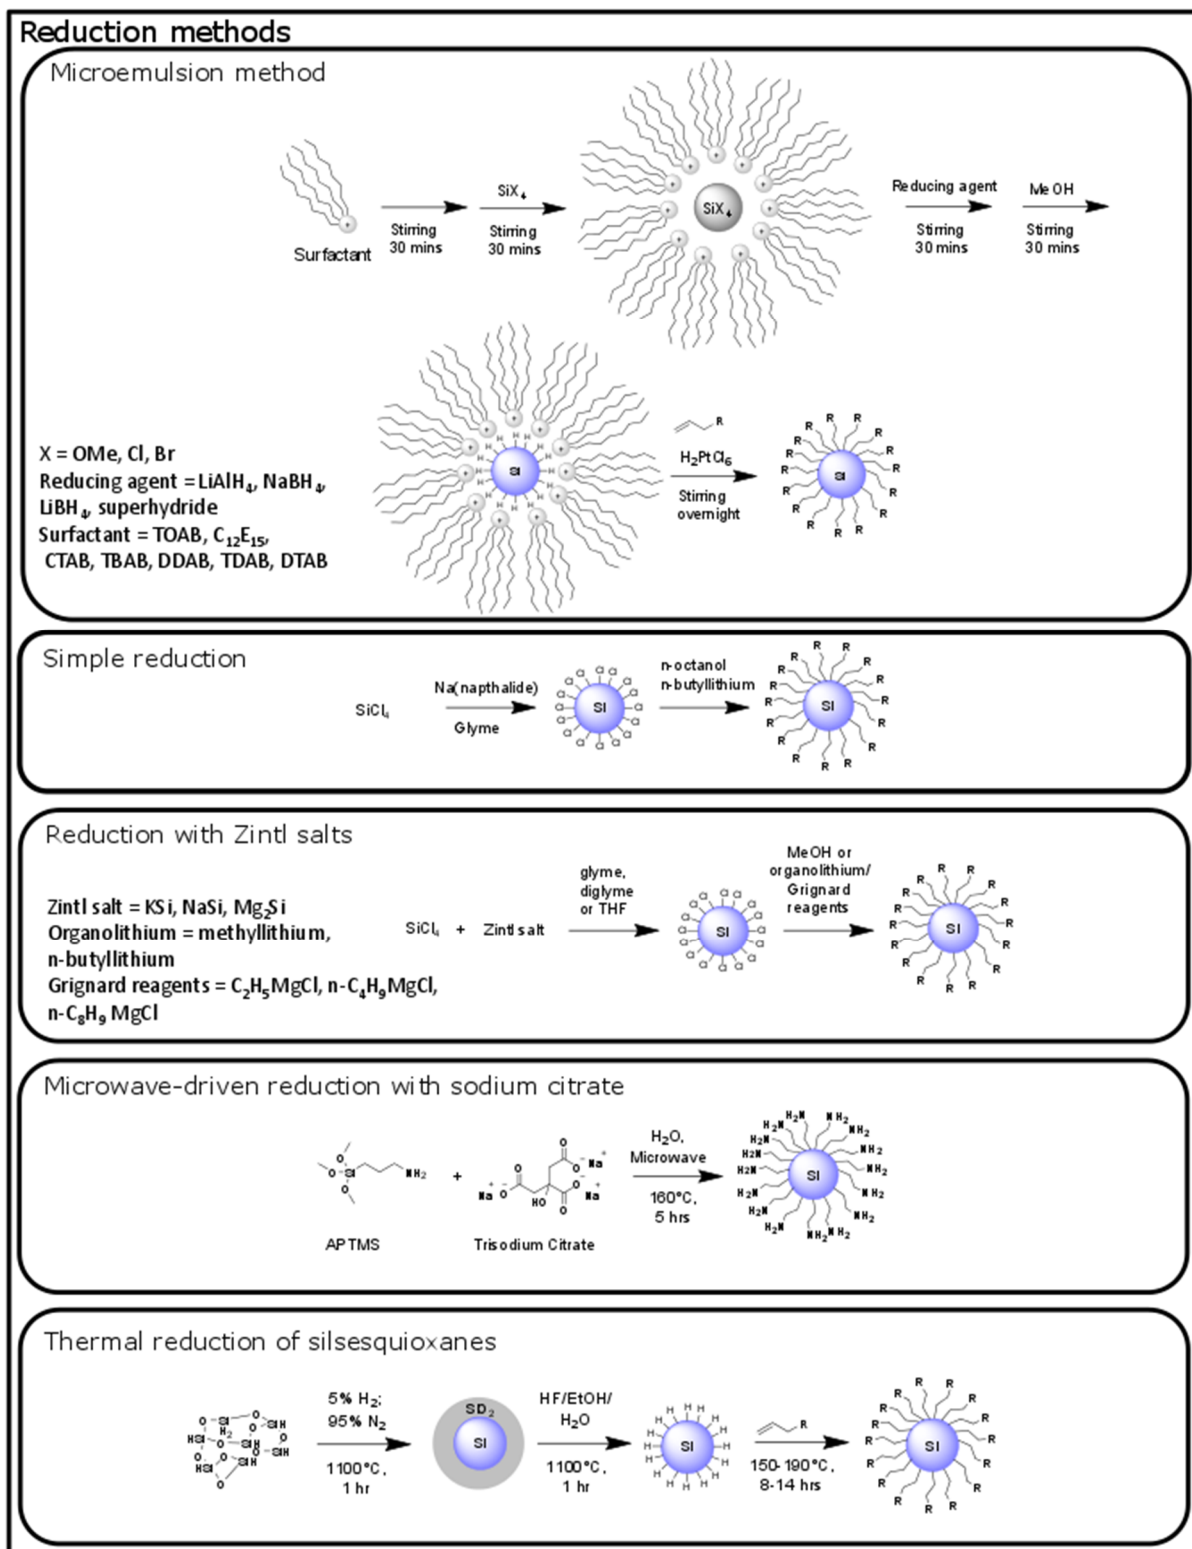 Reduction methods
Microemulsion method
Surfactant
Stirring
30 mins
SiX4
Stirring
30 mins
SiX4
Reducing agent
Stirring
30 mins
MeOH
Stirring
30 mins
X = OMe, Cl, Br
Reducing agent =LiAlH4, NaBH4,
LiBH4, superhydride
Surfactant = TOAB, C12E15,
CTAB, TBAB, DDAB, TDAB, DTAB
SI
R
H2PtCl6
Stirring
overnight
SI
Simple reduction
SiCl4
Na(napthalide)
Glyme
SI
n-octanol
n-butyllithium
SI
Reduction with Zintl salts
Zintl salt = KSi, NaSi, Mg2Si
Organolithium = methyllithium,
n-butyllithium
Grignard reagents = C2H5MgCl, n-C4H9MgCl,
n-C8H9 MgCl
SiCl4 + Zintl salt
glyme,
diglyme
or THF
SI
MeOH or
organolithium/
Grignard
reagents
SI
Microwave-driven reduction with sodium citrate
APTMS
+
Trisodium Citrate
H2O,
Microwave
160°C,
5 hrs
SI
Thermal reduction of silsesquioxanes
5% H2;
95% N2
1100°C,
1 hr
SD2
SI
HF/EtOH/
H2O
1100°C,
1 hr
SI
R
150-190°C,
8-14 hrs
SI